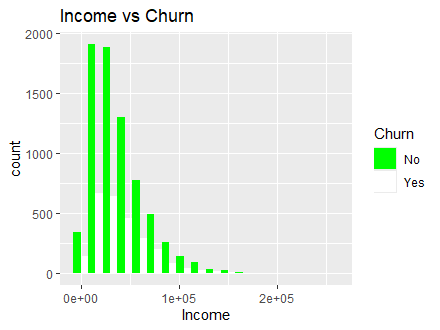 Income vs Churn
2000
1500
1000
500
0
count
0e+00
1e+05
2e+05
Income
Churn
No
Yes